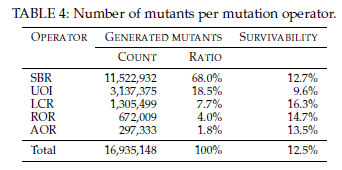 TABLE 4: Number of mutants per mutation operator.
OPERATOR GENERATED MUTANTS SURVIVABILITY
COUNT RATIO
SBR 11,522,932 68.0% 12.7%
UOI 3,137,375 18.5% 9.6%
LCR 1,305,499 7.7% 16.3%
ROR 672,009 4.0% 14.7%
AOR 297,333 1.8% 13.5%
Total 16,935,148 100% 12.5%